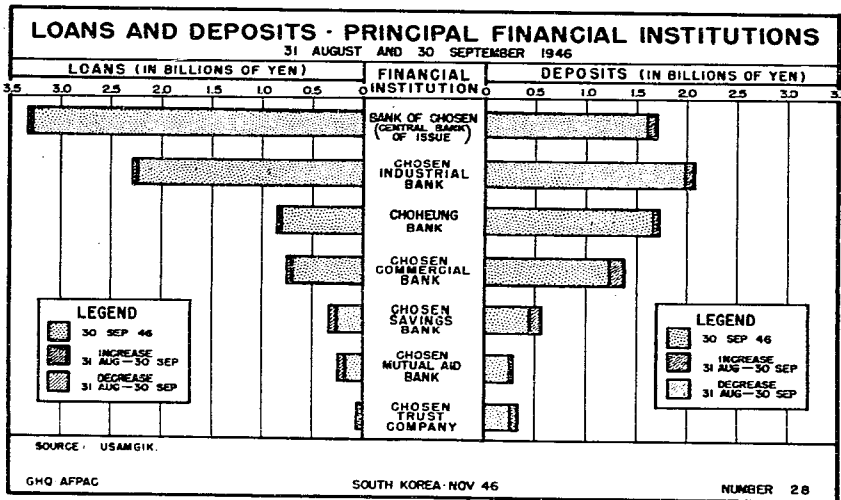 LOANS AND DEPOSITS - PRINCIPAL FINANCIAL INSTITUTIONS
31 AUGUST AND 30 SEPTEMBER 1946
LOANS (IN BILLIONS OF YEN)
FINANCIAL
INSTITUTION
DEPOSITS (IN BILLIONS OF YEN)
3.5 3.0 2.5 2.0 1.5 1.0 0.5 0
0 0.5 1.0 1.5 2.0 2.5 3.0 3.5
BANK OF CHOSEN
(CENTRAL BANK)
OF ISSUE
CHOSEN
INDUSTRIAL
BANK
CHOHEUNG
BANK
CHOSEN
COMMERCIAL
BANK
CHOSEN
SAVINGS
BANK
CHOSEN
MUTUAL AID
BANK
CHOSEN
TRUST
COMPANY
LEGEND
30 SEP 46
INCREASE
31 AUG—30 SEP
DECREASE
31 AUG—30 SEP
LEGEND
30 SEP 46
INCREASE
31 AUG—30 SEP
DECREASE
31 AUG—30 SEP
SOURCE: USAMGIK.
GHQ AFPAC
SOUTH KOREA-NOV 46
NUMBER 28